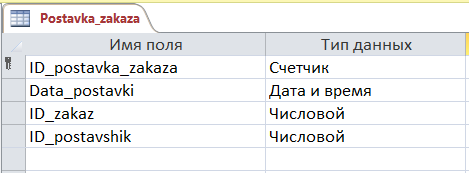 Postavka_zakaza
Имя поля Тип данных
ID_postavka_zakaza Счетчик
Data_postavki Дата и время
ID_zakaz Числовой
ID_postavshik Числовой